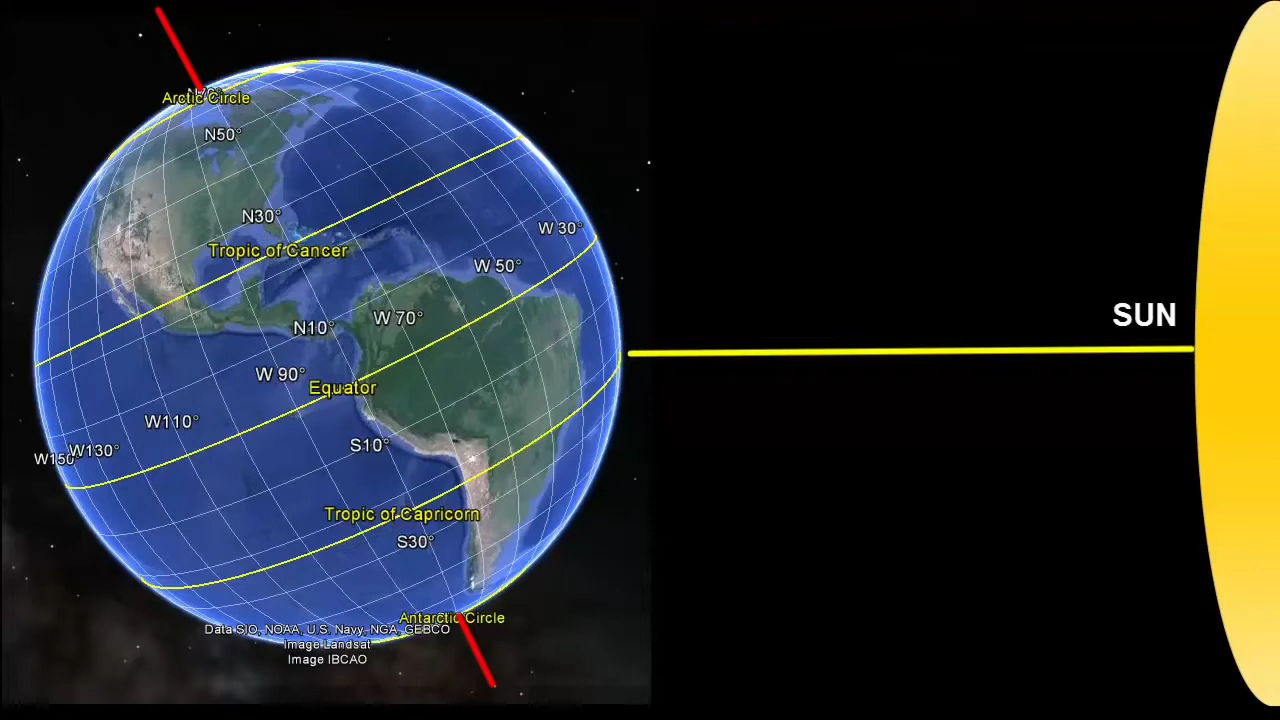 N70°
Arctic Circle
N50°
N30°
W 30°
Tropic of Cancer
W 50°
SUN
W 70°
N10°
W 90°
Equator
W110°
S10°
W130°
W150°
Tropic of Capricorn
S30°
Antarctic Circle
Data SIO, NOAA, U.S. Navy, NGA, GEBCO
Image Landsat
Image IBCAO